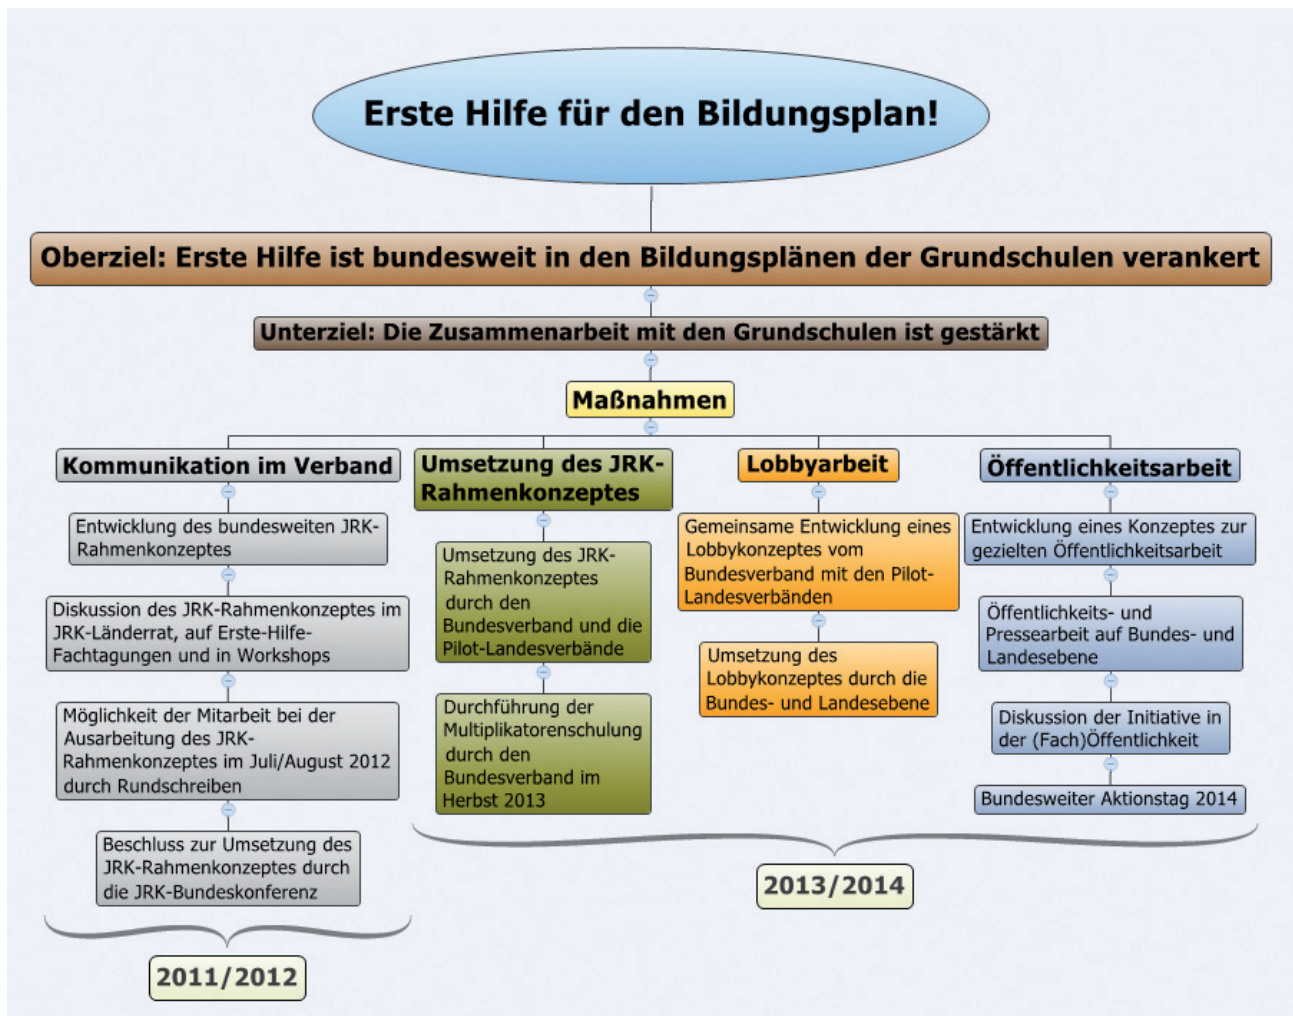 Erste Hilfe für den Bildungsplan!
Oberziel: Erste Hilfe ist bundesweit in den Bildungsplänen der Grundschulen verankert
Unterziel: Die Zusammenarbeit mit den Grundschulen ist gestärkt
Maßnahmen
Kommunikation im Verband
Entwicklung des bundesweiten JRK-
Rahmenkonzeptes
Diskussion des JRK-Rahmenkonzeptes im
JRK-Länderrat, auf Erste-Hilfe-
Fachtagungen und in Workshops
Möglichkeit der Mitarbeit bei der
Ausarbeitung des JRK-
Rahmenkonzeptes im Juli/August 2012
durch Rundschreiben
Beschluss zur Umsetzung des
JRK-Rahmenkonzeptes durch
die JRK-Bundeskonferenz
2011/2012
Umsetzung des JRK-
Rahmenkonzeptes
Umsetzung des JRK-
Rahmenkonzeptes
durch den
Bundesverband und die
Pilot-Landesverbände
Durchführung der
Multiplikatorenschulung
durch den
Bundesverband im
Herbst 2013
Lobbyarbeit
Gemeinsame Entwicklung eines
Lobbykonzeptes vom
Bundesverband mit den Pilot-
Landesverbänden
Umsetzung des
Lobbykonzeptes durch die
Bundes- und Landesebene
Öffentlichkeitsarbeit
Entwicklung eines Konzeptes zur
gezielten Öffentlichkeitsarbeit
Öffentlichkeits- und
Pressearbeit auf Bundes- und
Landesebene
Diskussion der Initiative in
der (Fach)Öffentlichkeit
Bundesweiter Aktionstag 2014
2013/2014